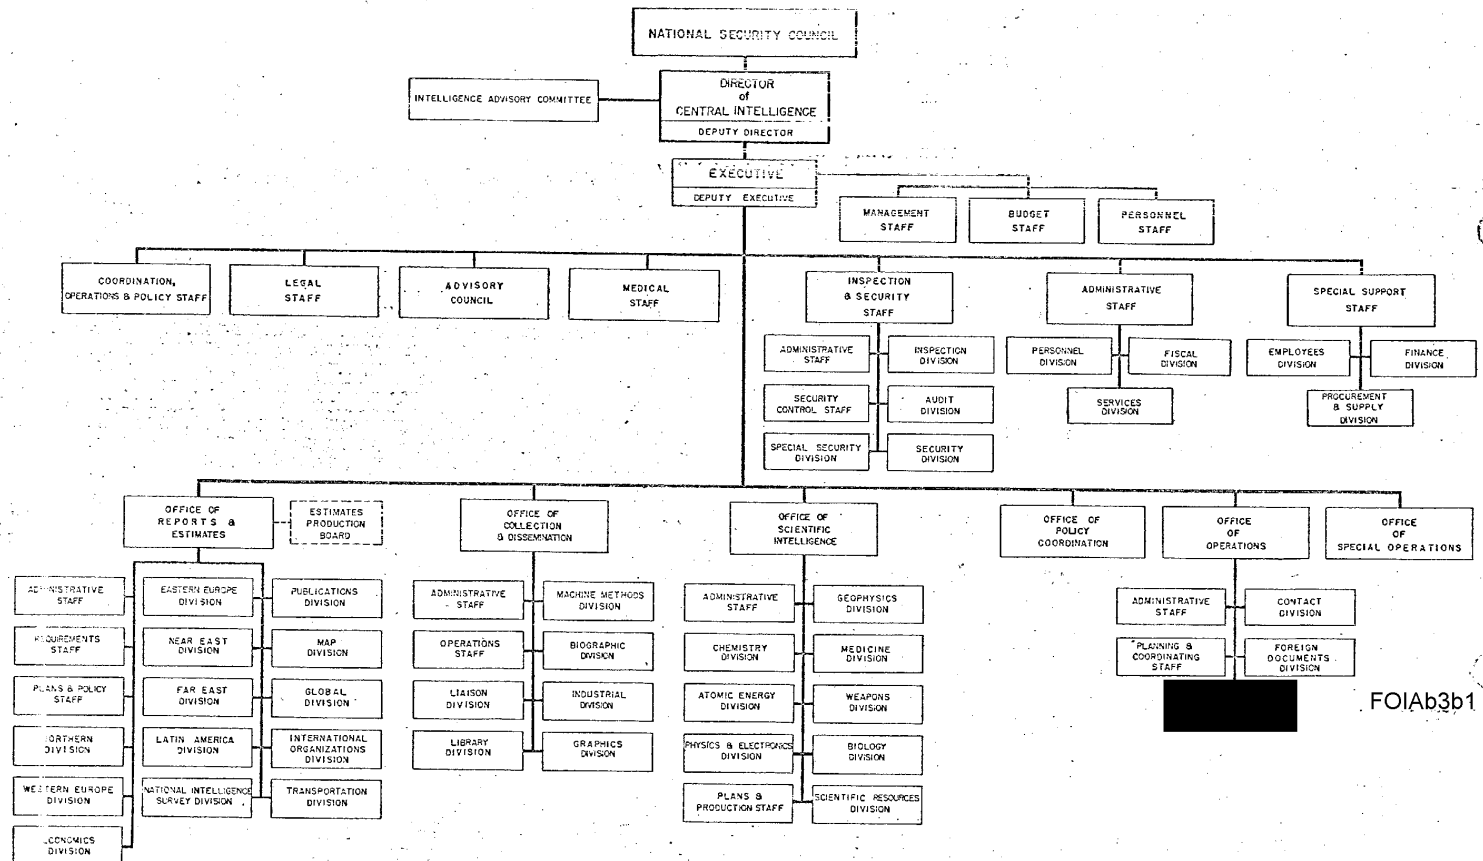 NATIONAL SECURITY COUNCIL
INTELLIGENCE ADVISORY COMMITTEE
DIRECTOR
of
CENTRAL INTELLIGENCE
DEPUTY DIRECTOR
EXECUTIVE
DEPUTY EXECUTIVE
MANAGEMENT
STAFF
BUDGET
STAFF
PERSONNEL
STAFF
COORDINATION,
OPERATIONS & POLICY STAFF
LEGAL
STAFF
ADVISORY
COUNCIL
MEDICAL
STAFF
INSPECTION
& SECURITY
STAFF
ADMINISTRATIVE
STAFF
SPECIAL SUPPORT
STAFF
ADMINISTRATIVE
STAFF
INSPECTION
DIVISION
SECURITY
CONTROL STAFF
AUDIT
DIVISION
SPECIAL SECURITY
DIVISION
SECURITY
DIVISION
PERSONNEL
DIVISION
FISCAL
DIVISION
SERVICES
DIVISION
EMPLOYEES
DIVISION
FINANCE
DIVISION
PROCUREMENT
& SUPPLY
DIVISION
OFFICE OF
REPORTS &
ESTIMATES
ESTIMATES
PRODUCTION
BOARD
OFFICE OF
COLLECTION
& DISSEMINATION
OFFICE OF
SCIENTIFIC
INTELLIGENCE
OFFICE OF
POLICY
COORDINATION
OFFICE
OF
OPERATIONS
OFFICE
OF
SPECIAL OPERATIONS
ADMINISTRATIVE
STAFF
REQUIREMENTS
STAFF
PLANS & POLICY
STAFF
NORTHERN
DIVISION
WESTERN EUROPE
DIVISION
ECONOMICS
DIVISION
EASTERN EUROPE
DIVISION
NEAR EAST
DIVISION
FAR EAST
DIVISION
LATIN AMERICA
DIVISION
NATIONAL INTELLIGENCE
SURVEY DIVISION
PUBLICATIONS
DIVISION
MAP
DIVISION
GLOBAL
DIVISION
INTERNATIONAL
ORGANIZATIONS
DIVISION
TRANSPORTATION
DIVISION
ADMINISTRATIVE
STAFF
OPERATIONS
STAFF
LIAISON
DIVISION
LIBRARY
DIVISION
MACHINE METHODS
DIVISION
BIOGRAPHIC
DIVISION
INDUSTRIAL
DIVISION
GRAPHICS
DIVISION
ADMINISTRATIVE
STAFF
CHEMISTRY
DIVISION
ATOMIC ENERGY
DIVISION
PHYSICS & ELECTRONICS
DIVISION
PLANS &
PRODUCTION STAFF
GEOPHYSICS
DIVISION
MEDICINE
DIVISION
WEAPONS
DIVISION
BIOLOGY
DIVISION
SCIENTIFIC RESOURCES
DIVISION
ADMINISTRATIVE
STAFF
CONTACT
DIVISION
PLANNING &
COORDINATING
STAFF
FOREIGN
DOCUMENTS
DIVISION
FOIAb3b1